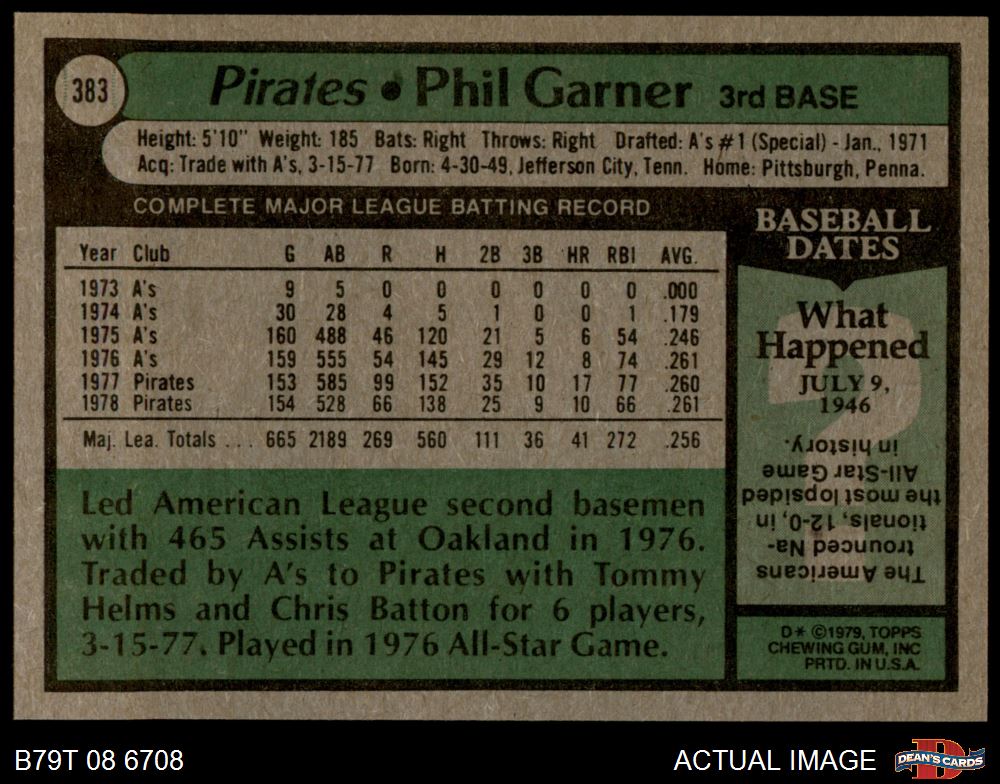 383
Pirates • Phil Garner 3rd BASE
Height: 5'10" Weight: 185 Bats: Right Throws: Right Drafted: A's #1 (Special) - Jan., 1971
Acq: Trade with A's, 3-15-77 Born: 4-30-49, Jefferson City, Tenn. Home: Pittsburgh, Penna.
COMPLETE MAJOR LEAGUE BATTING RECORD
Year Club G AB R H 2B 3B HR RBI AVG.
1973 A's 9 5 0 0 0 0 0 0 .000
1974 A's 30 28 4 5 1 0 0 1 .179
1975 A's 160 488 46 120 21 5 6 54 .246
1976 A's 159 555 54 145 29 12 8 74 .261
1977 Pirates 153 585 99 152 35 10 17 77 .260
1978 Pirates 154 528 66 138 25 9 10 66 .261
Maj. Lea. Totals ... 665 2189 269 560 111 36 41 272 .256
Led American League second basemen
with 465 Assists at Oakland in 1976.
Traded by A's to Pirates with Tommy
Helms and Chris Batton for 6 players,
3-15-77. Played in 1976 All-Star Game.
BASEBALL
DATES
What
Happened
JULY 9,
1946
The Americans
trounced Na-
tionals, 12-0, in
the most lopsided
All-Star Game
in history.
D* ©1979, TOPPS
CHEWING GUM, INC
PRTD. IN U.S.A.
B79T 08 6708
ACTUAL IMAGE
DEAN'S CARDS